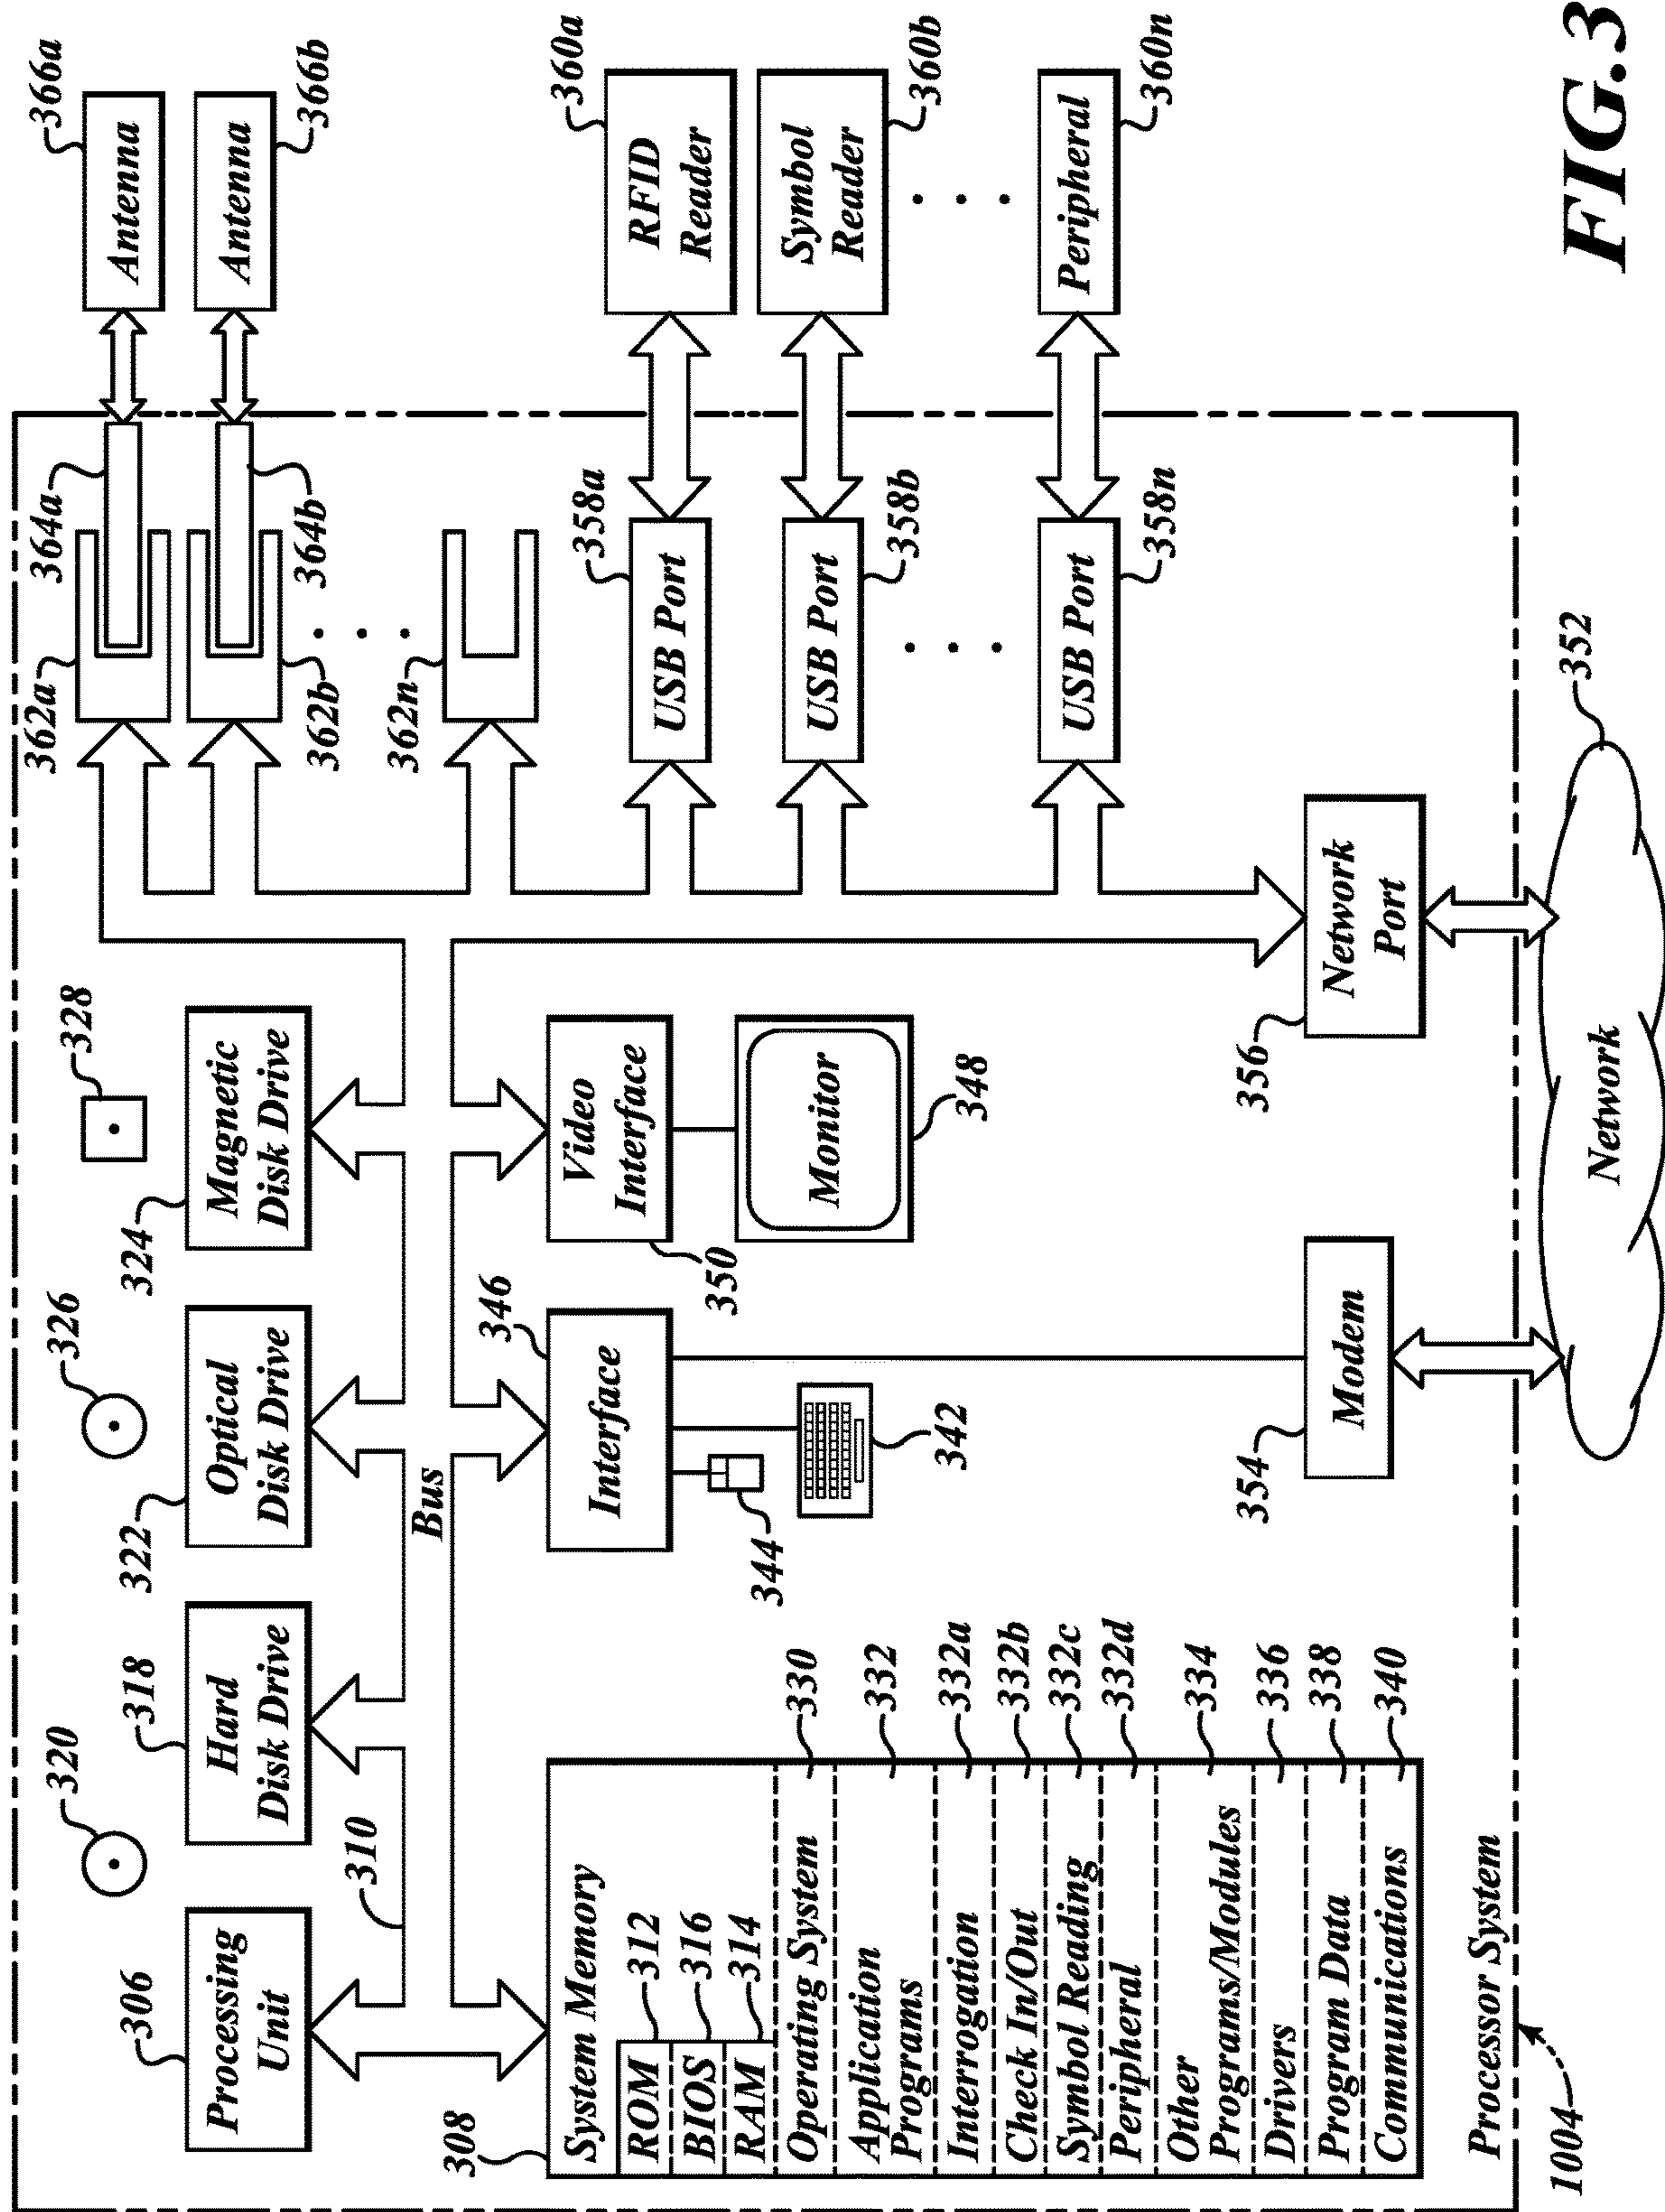 320
326
328
306
Processing
Unit
318
Hard
Disk Drive
322
Optical
Disk Drive
324
Magnetic
Disk Drive
310
Bus
362a
364a
366a
Antenna
362b
364b
366b
Antenna
362n
308
System Memory
ROM
312
BIOS
316
RAM
314
Operating System
330
Application
Programs
332
Interrogation
332a
Check In/Out
332b
Symbol Reading
332c
Peripheral
332d
Other
Programs/Modules
334
Drivers
336
Program Data
338
Communications
340
346
Interface
344
342
Video
Interface
350
Monitor
348
358a
USB Port
360a
RFID
Reader
USB Port
358b
Symbol
Reader
360b
USB Port
358n
Peripheral
360n
354
Modem
356
Network
Port
Processor System
1004
Network
352
FIG.3